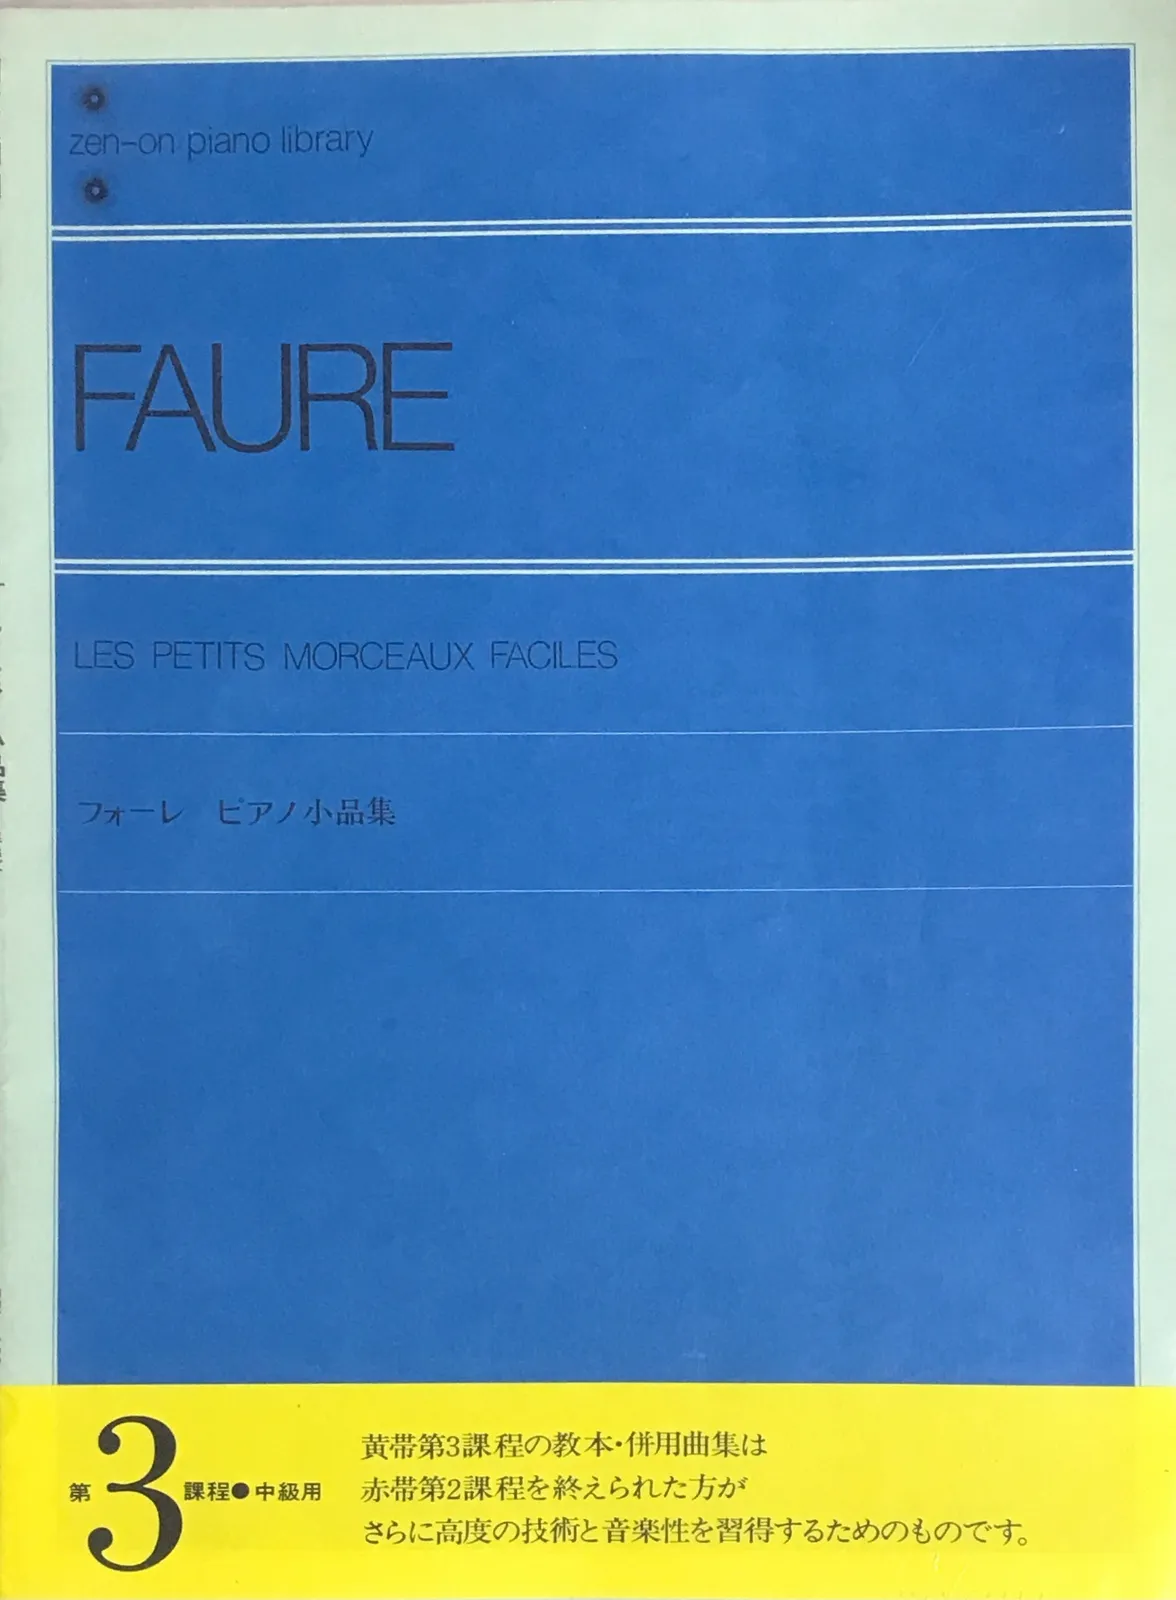 zen-on piano library
FAURE
LES PETITS MORCEAUX FACILES
フォーレ ピアノ小品集
第3課程●中級用
黄帯第3課程の教本・併用曲集は
赤帯第2課程を終えられた方が
さらに高度の技術と音楽性を習得するためのものです。